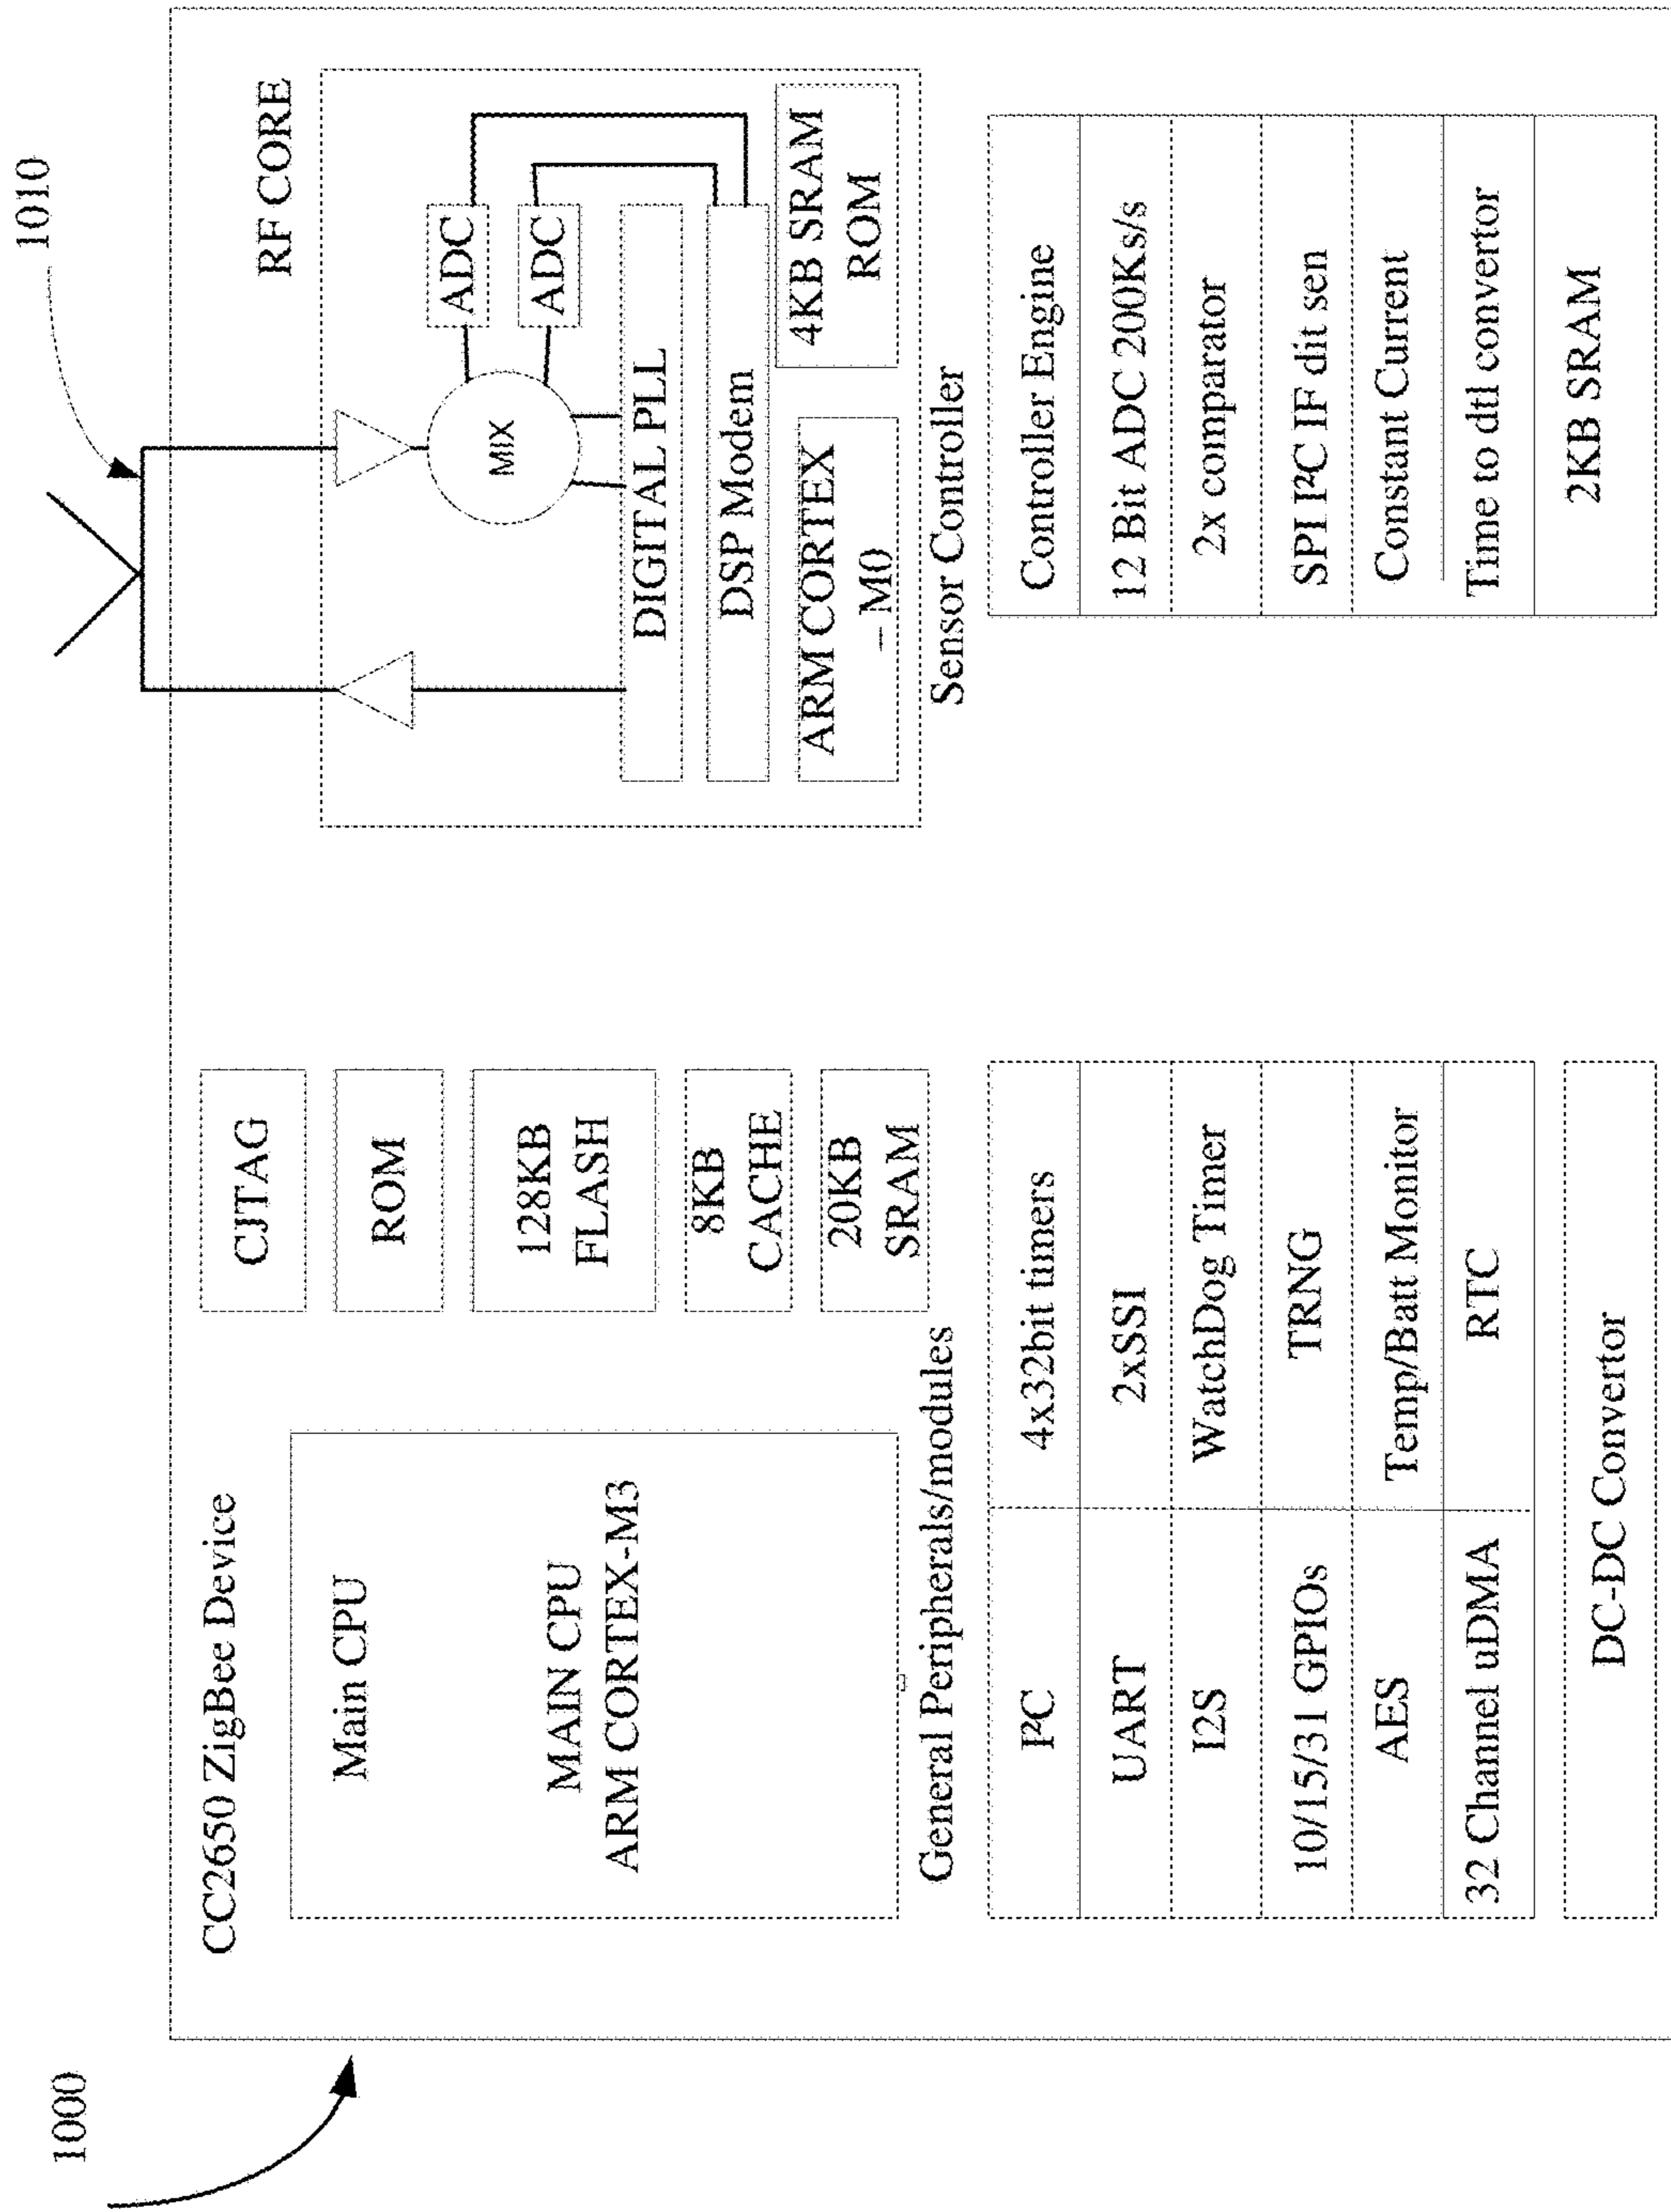 1000
1010
CC2650 ZigBee Device
Main CPU
MAIN CPU
ARM CORTEX-M3
CJTAG
ROM
128KB
FLASH
8KB
CACHE
20KB
SRAM
RF CORE
ADC
ADC
MIX
DIGITAL PLL
DSP Modem
ARM CORTEX
–M0
4KB SRAM
ROM
General Peripherals/modules
I²C
4x32bit timers
UART
2xSSI
I2S
WatchDog Timer
10/15/31 GPIOs
TRNG
AES
Temp/Batt Monitor
32 Channel uDMA
RTC
DC-DC Convertor
Sensor Controller
Controller Engine
12 Bit ADC 200Ks/s
2x comparator
SPI I²C IF dit sen
Constant Current
Time to dtl convertor
2KB SRAM